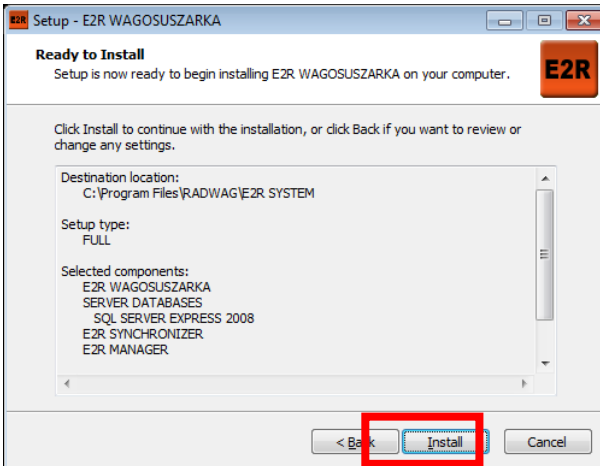 E2R Setup - E2R WAGOSUSZARKA
Ready to Install
Setup is now ready to begin installing E2R WAGOSUSZARKA on your computer.
E2R
Click Install to continue with the installation, or click Back if you want to review or
change any settings.
Destination location:
C:\Program Files\RADWAG\E2R SYSTEM
Setup type:
FULL
Selected components:
E2R WAGOSUSZARKA
SERVER DATABASES
SQL SERVER EXPRESS 2008
E2R SYNCHRONIZER
E2R MANAGER
< Back Install Cancel